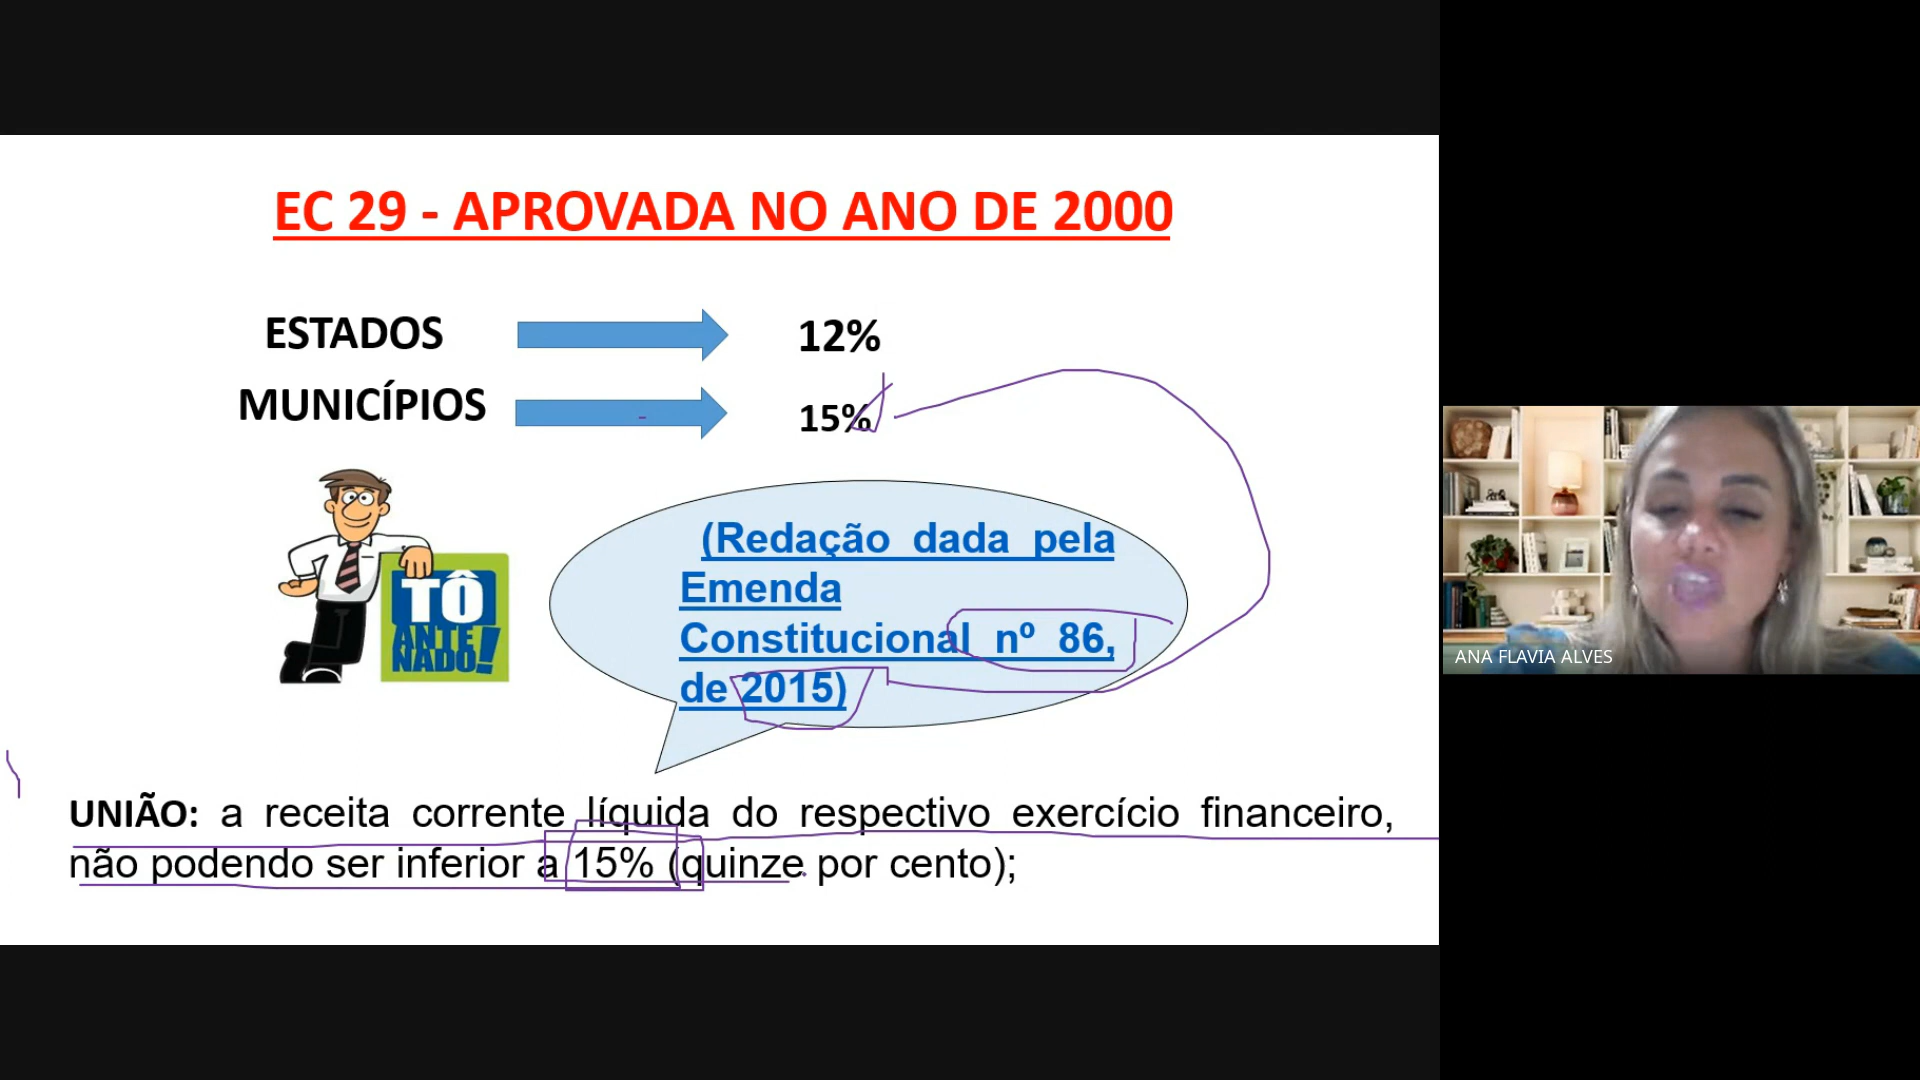 EC 29 - APROVADA NO ANO DE 2000
ESTADOS
12%
MUNICÍPIOS
15%
TÔ
ANTE
NADO!
(Redação dada pela
Emenda
Constitucional nº 86,
de 2015)
UNIÃO: a receita corrente líquida do respectivo exercício financeiro,
não podendo ser inferior a 15% (quinze por cento);
ANA FLAVIA ALVES